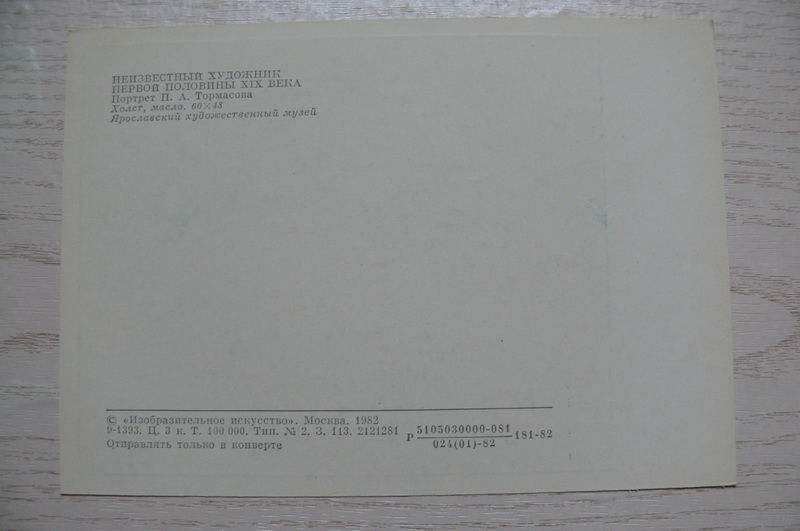 НЕИЗВЕСТНЫЙ ХУДОЖНИК
ПЕРВОЙ ПОЛОВИНЫ XIX ВЕКА
Портрет П. А. Тормасова
Холст, масло. 60×48
Ярославский художественный музей
© «Изобразительное искусство». Москва. 1982
9-1393. Ц. 3 к. Т. 100 000. Тип. № 2. З. 113. 2121281
Отправлять только в конверте
Р 5105030000-081 181-82
024(01)-82